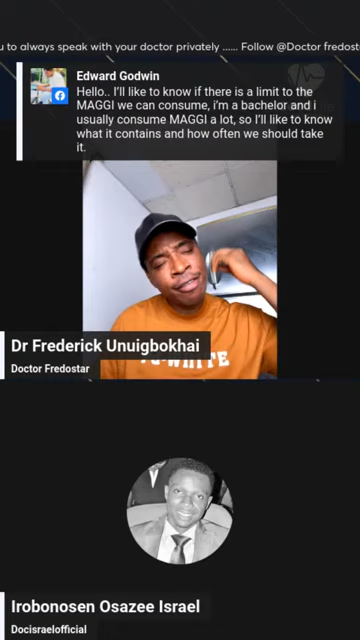 u to always speak with your doctor privately ...... Follow @Doctor fredosta
Edward Godwin
Hello.. I'll like to know if there is a limit to the
MAGGI we can consume, i'm a bachelor and i
usually consume MAGGI a lot, so I'll like to know
what it contains and how often we should take
it.
Dr Frederick Unuigbokhai
Doctor Fredostar
Irobonosen Osazee Israel
Docisraelofficial